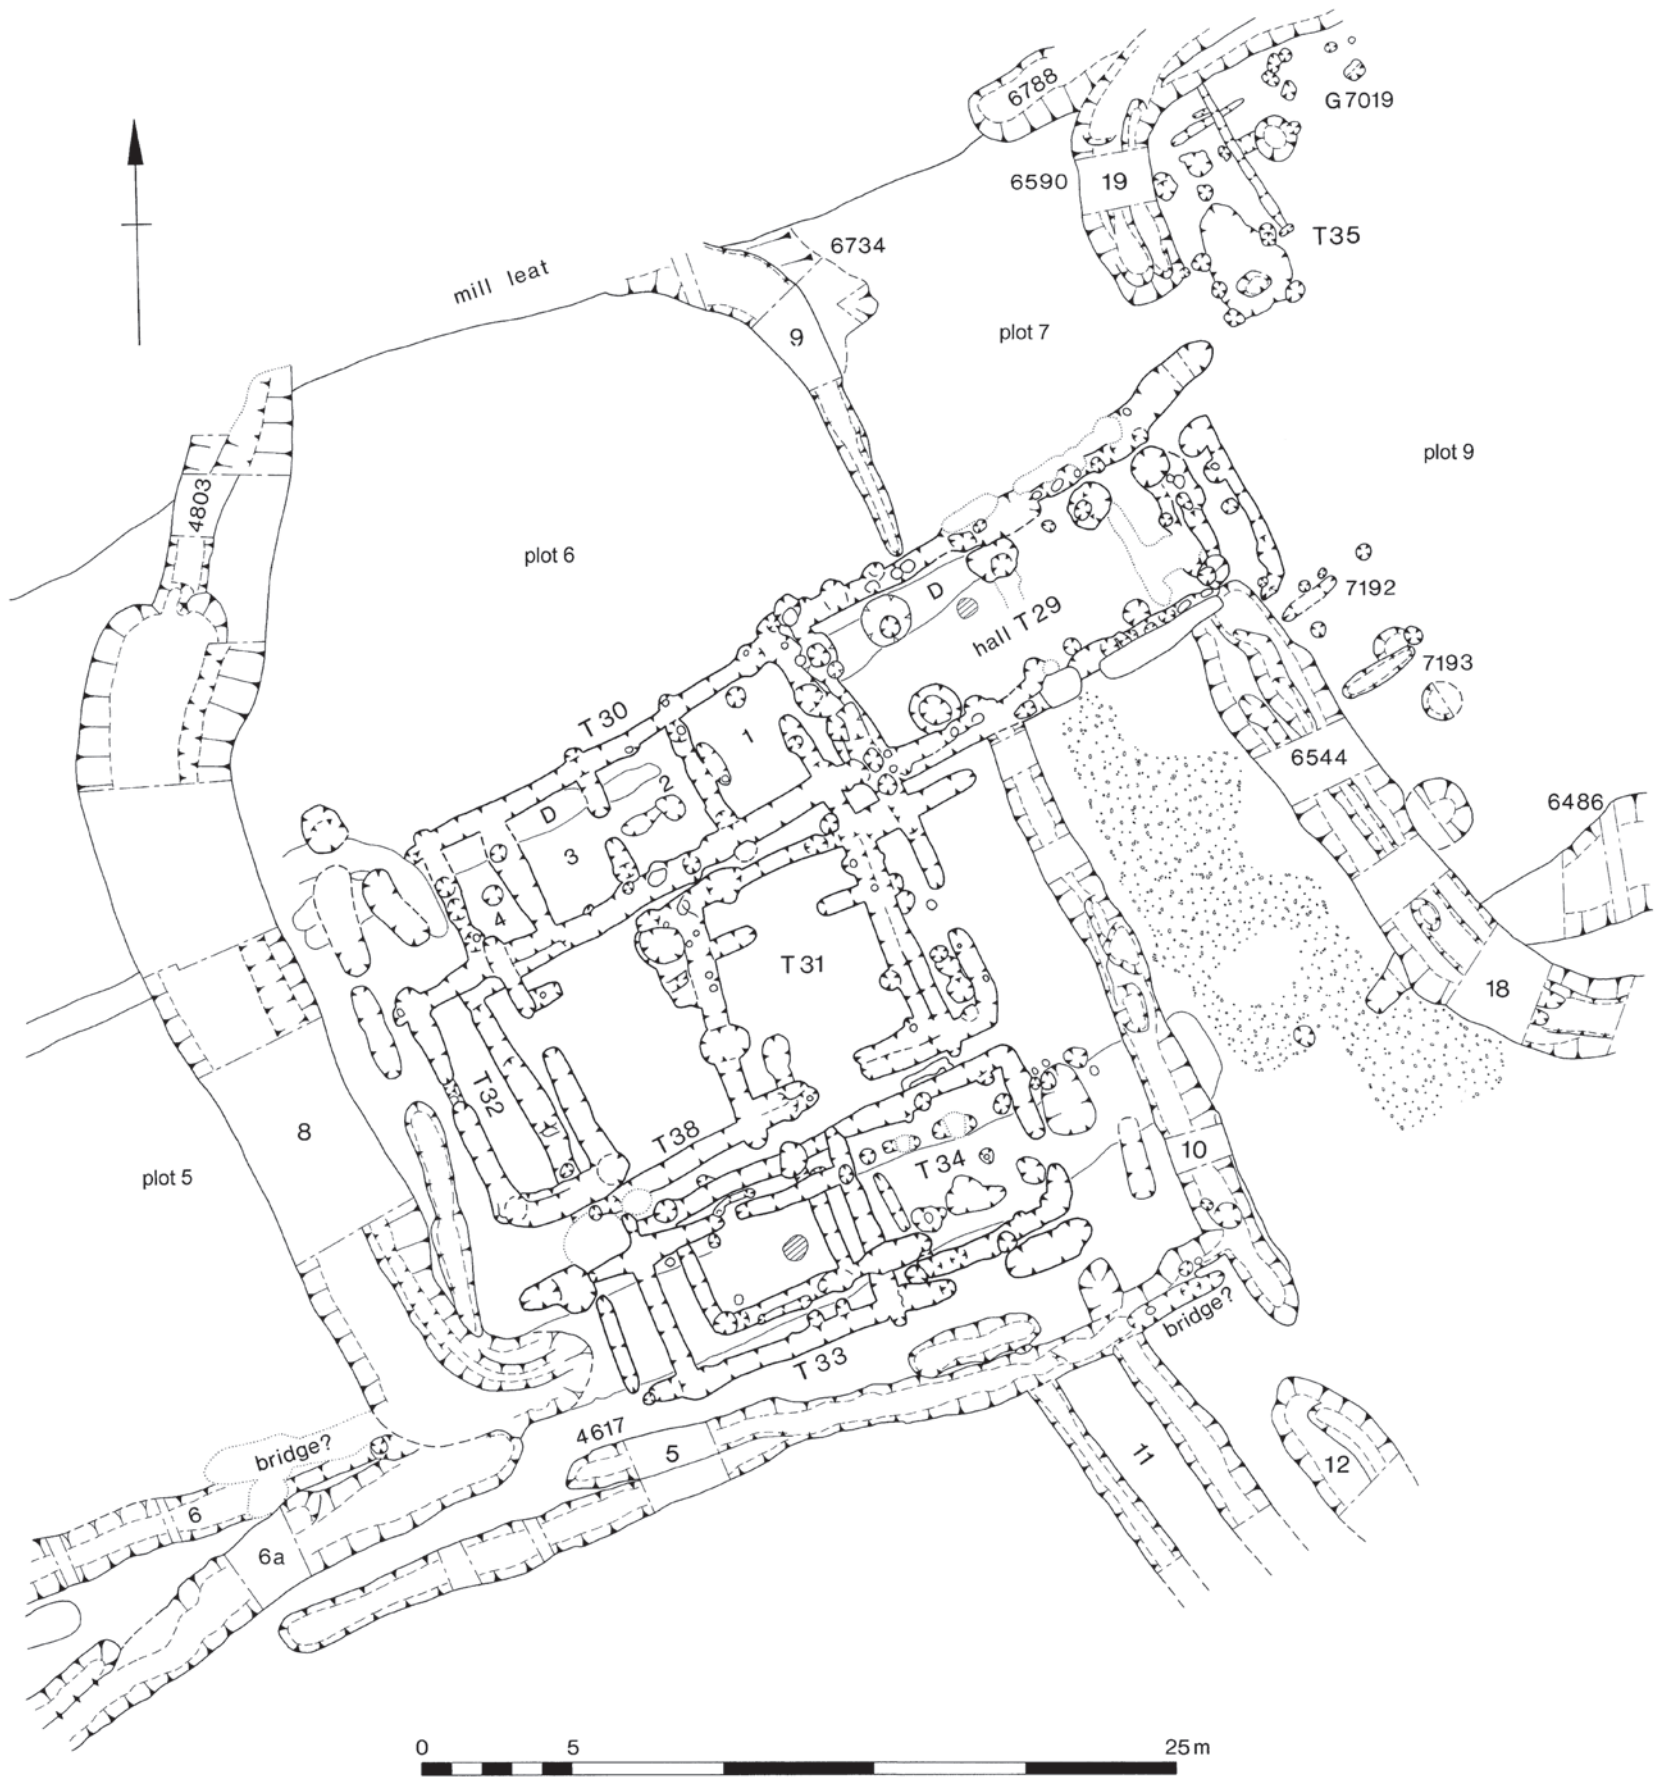 6788
G7019
6590
19
T35
6734
mill leat
9
plot 7
plot 9
4803
plot 6
D
7192
hall T29
7193
T 30
1
6544
2
D
6486
3
4
T31
18
T32
8
T38
10
plot 5
T34
bridge?
T 33
4617
5
bridge?
11
12
6
6a
0 5 25 m